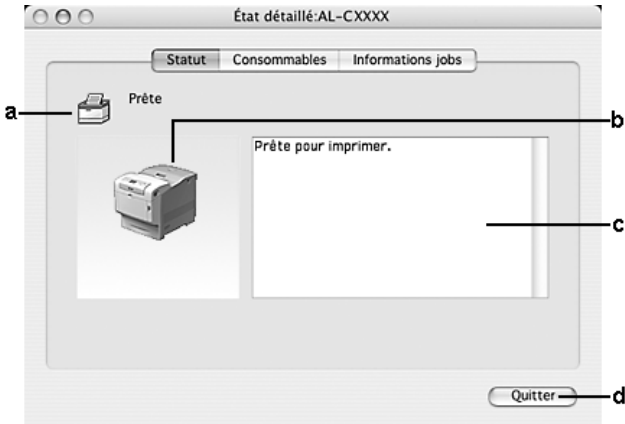 État détaillé:AL-CXXXX
Statut Consommables Informations jobs
a
Prête
b
Prête pour imprimer.
c
Quitter
d